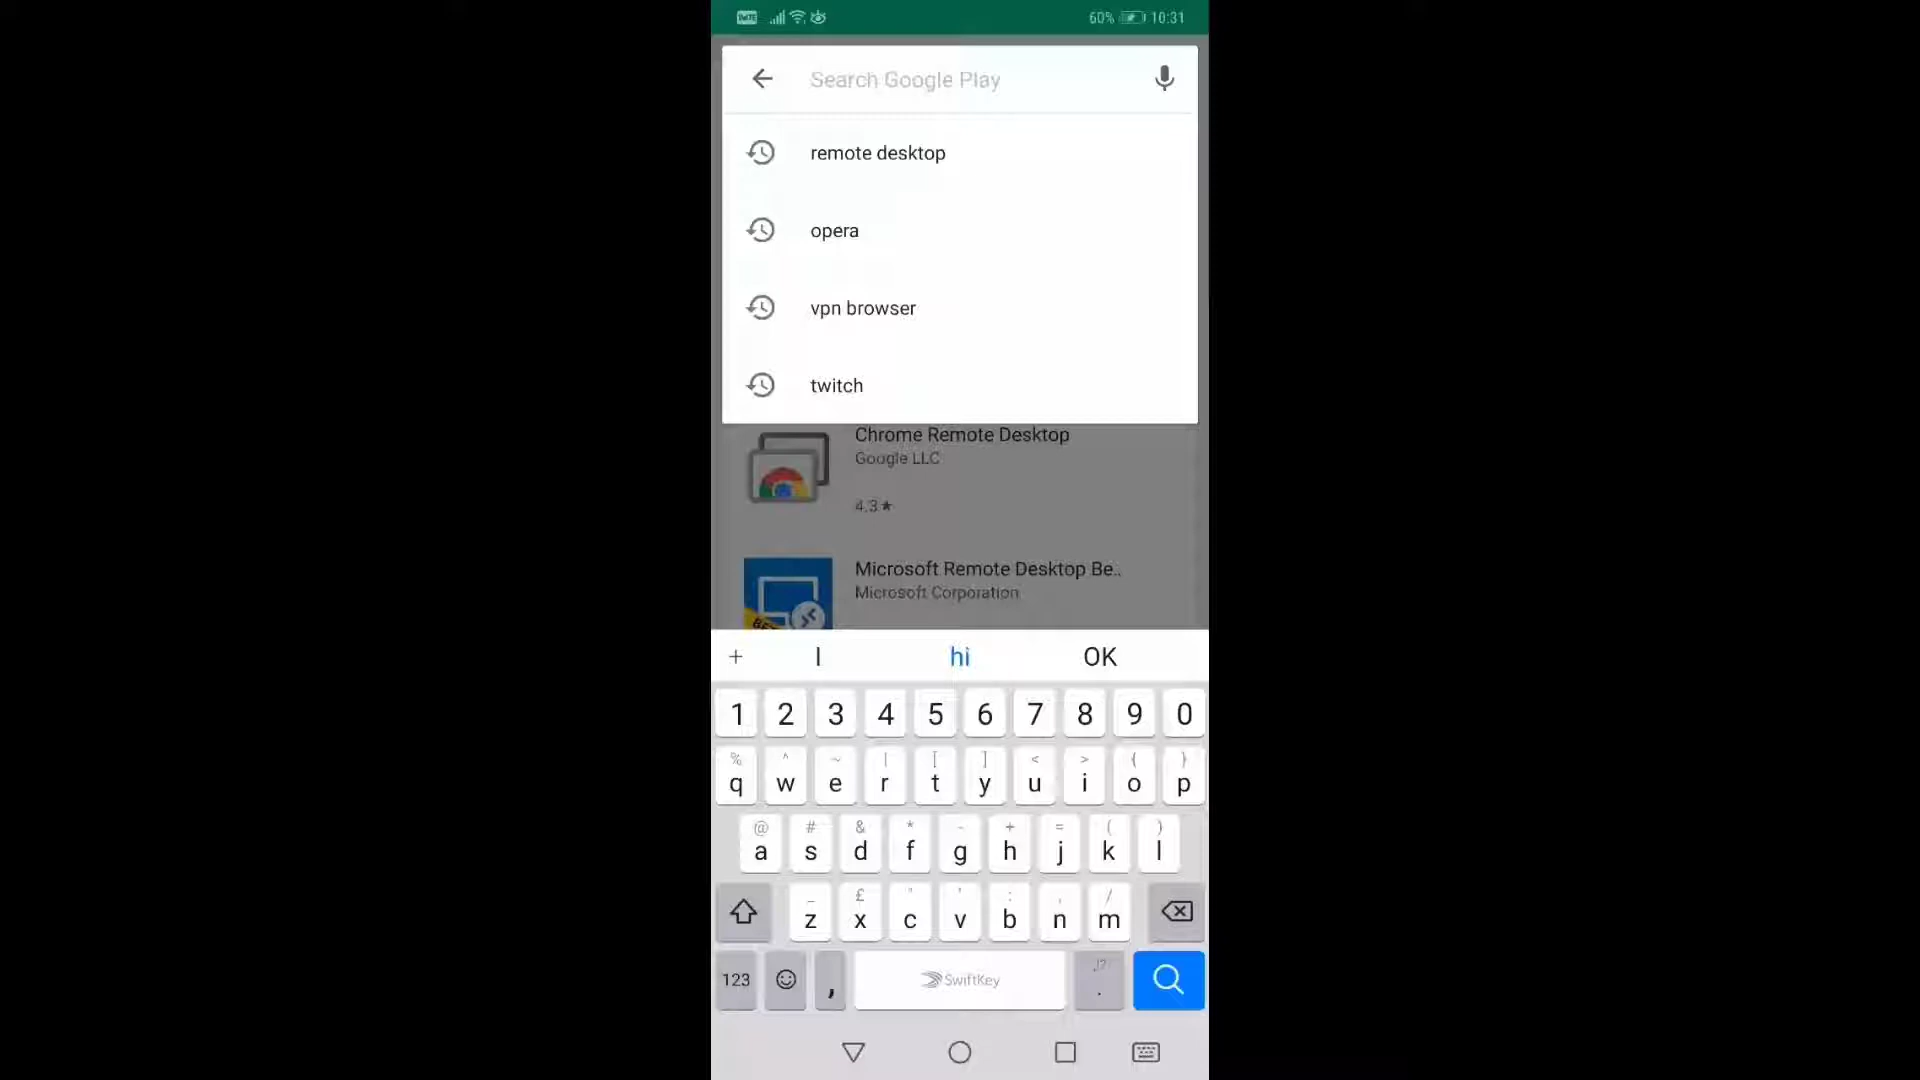 60% 10:31
Search Google Play
remote desktop
opera
vpn browser
twitch
Chrome Remote Desktop
Google LLC
4.3★
Microsoft Remote Desktop Be..
Microsoft Corporation
+ I hi OK
1 2 3 4 5 6 7 8 9 0
% ^ ~ | [ ] < > { }
q w e r t y u i o p
@ # & * - + = ( )
a s d f g h j k l
_ £ " ' : ; /
z x c v b n m
123 , SwiftKey .